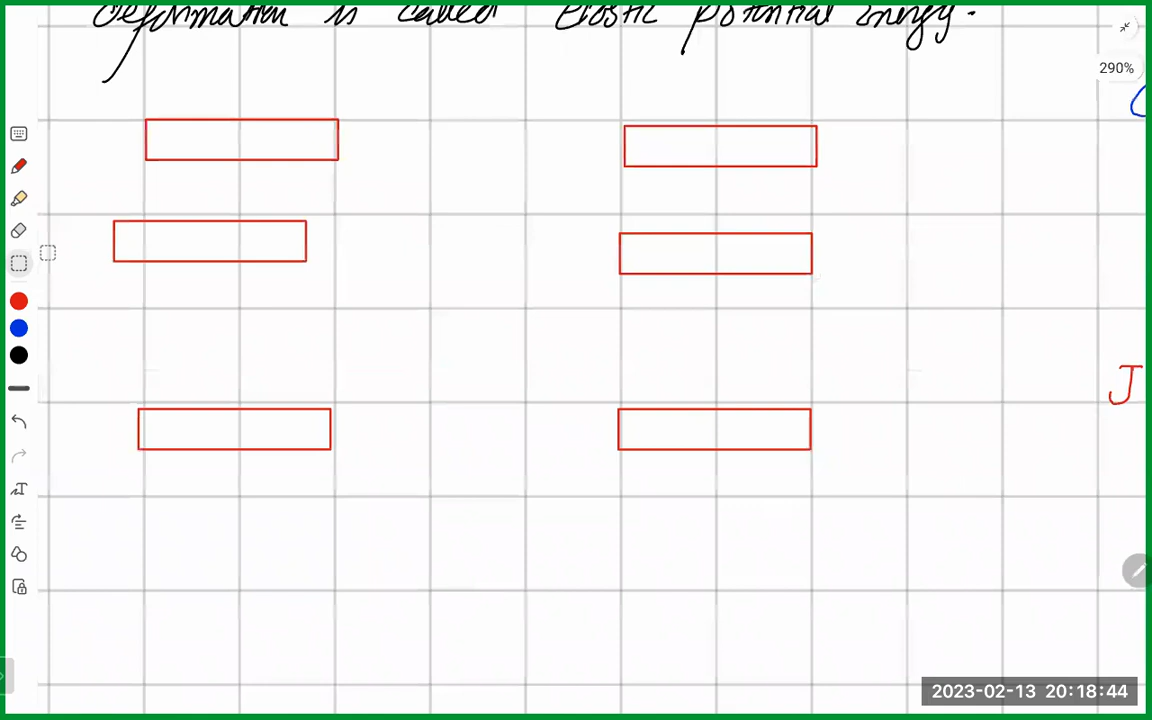 deformation is called Elastic potential Energy.
290%
J
2023-02-13 20:18:44